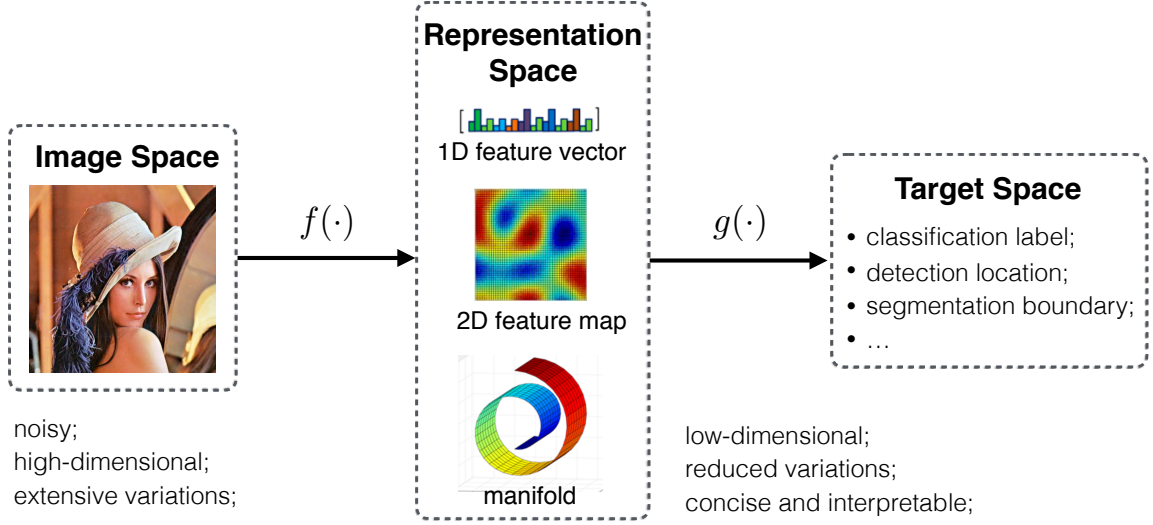 Image Space
noisy;
high-dimensional;
extensive variations;
f(·)
Representation
Space
[ ]
1D feature vector
2D feature map
manifold
g(·)
low-dimensional;
reduced variations;
concise and interpretable;
Target Space
• classification label;
• detection location;
• segmentation boundary;
• …